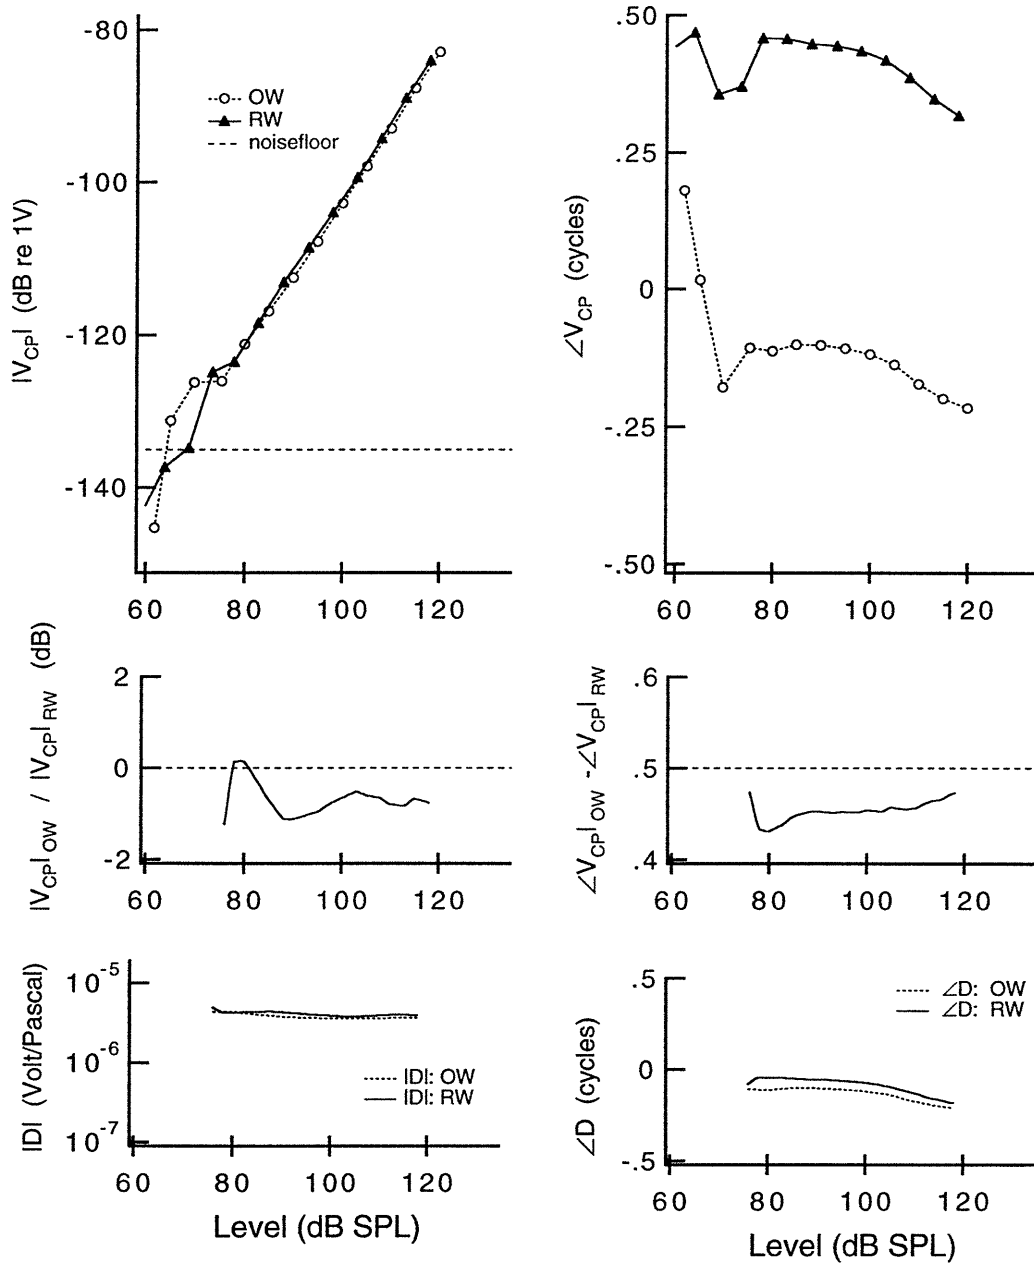 |V_CP| (dB re 1V)
-80
-100
-120
-140
OW
RW
noisefloor
60 80 100 120
∠V_CP (cycles)
.50
.25
0
-.25
-.50
60 80 100 120
|V_CP|_OW / |V_CP|_RW (dB)
2
0
-2
60 80 100 120
∠V_CP|_OW -∠V_CP|_RW
.6
.5
.4
60 80 100 120
|D| (Volt/Pascal)
10^-5
10^-6
10^-7
|D|: OW
|D|: RW
60 80 100 120
Level (dB SPL)
∠D (cycles)
.5
0
-.5
∠D: OW
∠D: RW
60 80 100 120
Level (dB SPL)